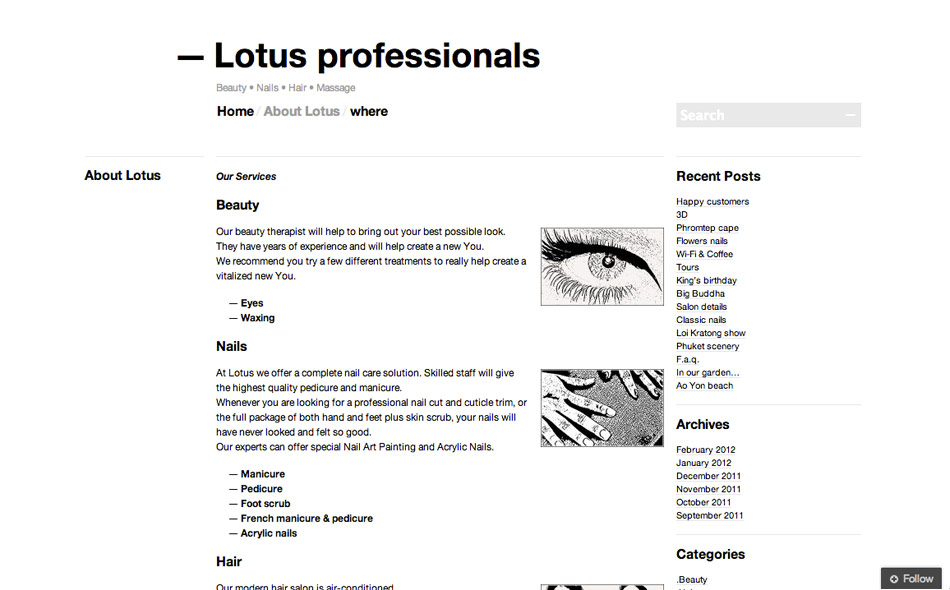 — Lotus professionals
Beauty • Nails • Hair • Massage
Home / About Lotus / where
Search
About Lotus
Our Services
Beauty
Our beauty therapist will help to bring out your best possible look.
They have years of experience and will help create a new You.
We recommend you try a few different treatments to really help create a
vitalized new You.
— Eyes
— Waxing
Nails
At Lotus we offer a complete nail care solution. Skilled staff will give
the highest quality pedicure and manicure.
Whenever you are looking for a professional nail cut and cuticle trim, or
the full package of both hand and feet plus skin scrub, your nails will
have never looked and felt so good.
Our experts can offer special Nail Art Painting and Acrylic Nails.
— Manicure
— Pedicure
— Foot scrub
— French manicure & pedicure
— Acrylic nails
Hair
Our modern hair salon is air-conditioned
Recent Posts
Happy customers
3D
Phromtep cape
Flowers nails
Wi-Fi & Coffee
Tours
King's birthday
Big Buddha
Salon details
Classic nails
Loi Kratong show
Phuket scenery
F.a.q.
In our garden…
Ao Yon beach
Archives
February 2012
January 2012
December 2011
November 2011
October 2011
September 2011
Categories
.Beauty
Follow